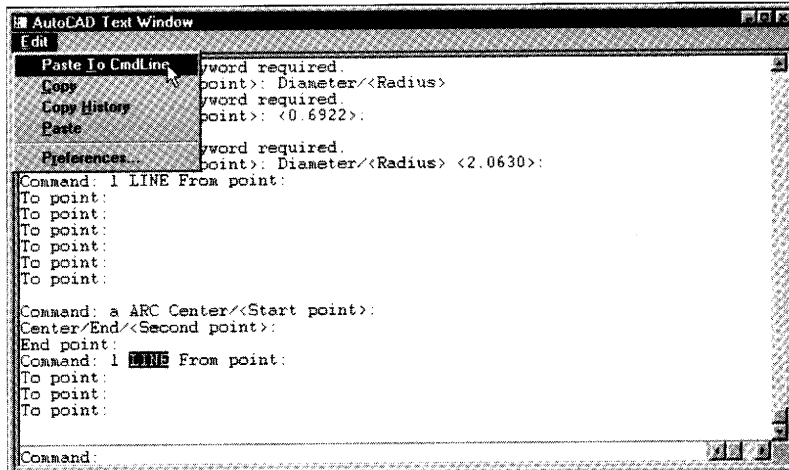 AutoCAD Text Window
Edit
Paste To CmdLine
Copy
Copy History
Paste
Preferences...
yword required.
point>: Diameter/<Radius>
yword required.
point>: <0.6922>:
yword required.
point>: Diameter/<Radius> <2.0630>:
Command: l LINE From point:
To point:
To point:
To point:
To point:
To point:
To point:
Command: a ARC Center/<Start point>:
Center/End/<Second point>:
End point:
Command: l LINE From point:
To point:
To point:
To point:
Command: